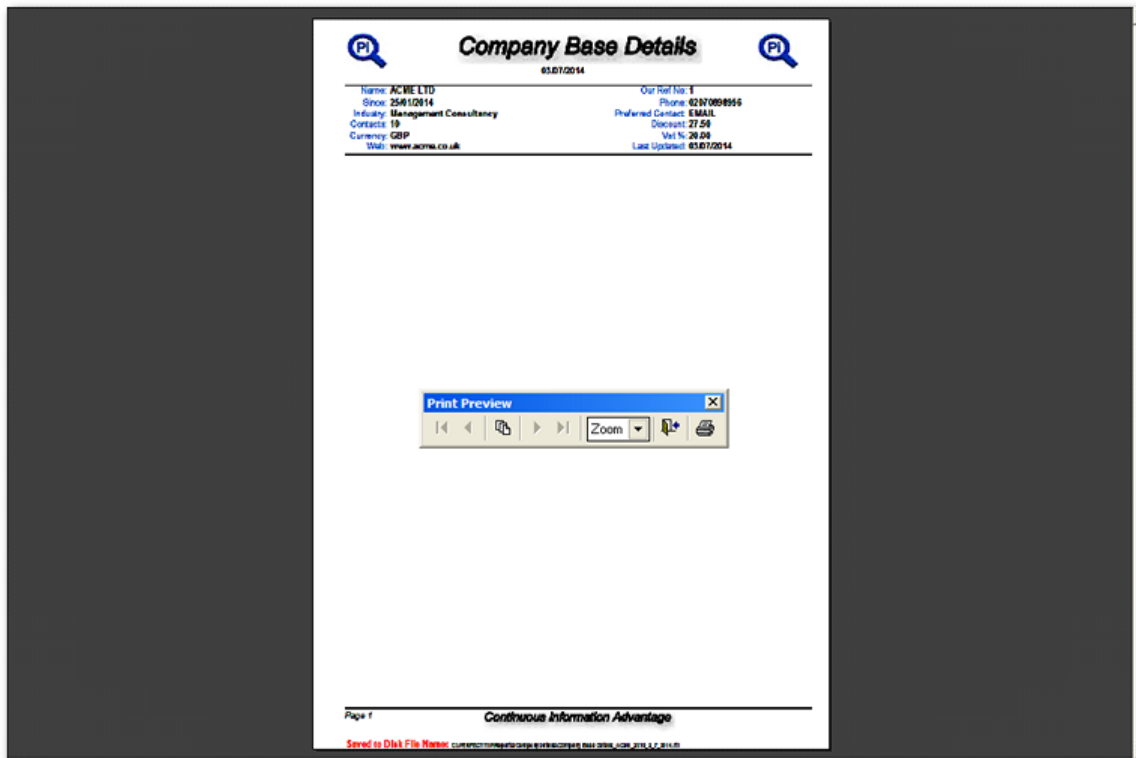 PI Company Base Details PI
03/07/2014
Name: ACME LTD Our Ref No: 1
Since: 25/01/2014 Phone: 02070898956
Industry: Management Consultancy Preferred Contact: EMAIL
Contacts: 10 Discount: 27.50
Currency: GBP Vat %: 20.00
Web: www.acme.co.uk Last Updated: 03/07/2014
Print Preview
Zoom
Page 1 Continuous Information Advantage
Saved to Disk File Name: